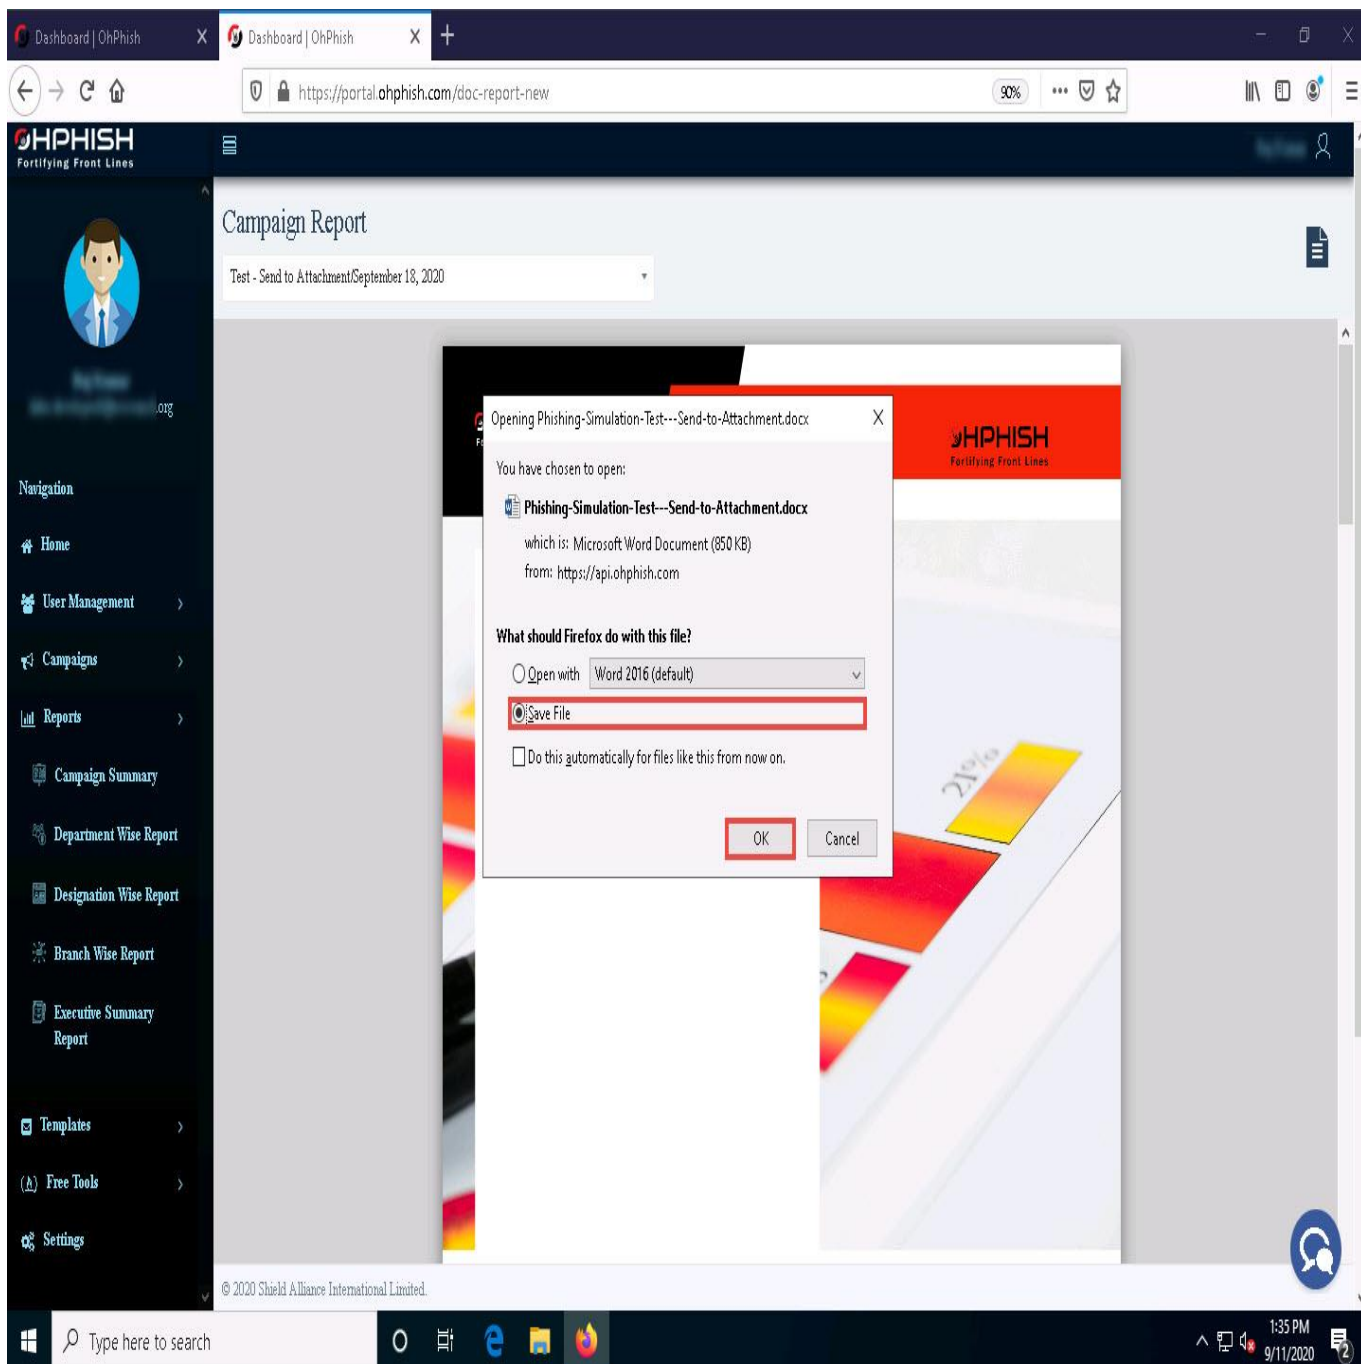 Dashboard | OhPhish
Dashboard | OhPhish
https://portal.ohphish.com/doc-report-new
90%
OHPHISH
Fortifying Front Lines
.org
Navigation
Home
User Management
Campaigns
Reports
Campaign Summary
Department Wise Report
Designation Wise Report
Branch Wise Report
Executive Summary
Report
Templates
Free Tools
Settings
Campaign Report
Test - Send to Attachment/September 18, 2020
OHPHISH
Fortifying Front Lines
21%
Opening Phishing-Simulation-Test---Send-to-Attachment.docx
You have chosen to open:
Phishing-Simulation-Test---Send-to-Attachment.docx
which is: Microsoft Word Document (850 KB)
from: https://api.ohphish.com
What should Firefox do with this file?
Open with Word 2016 (default)
Save File
Do this automatically for files like this from now on.
OK Cancel
© 2020 Shield Alliance International Limited.
Type here to search
1:35 PM
9/11/2020
2